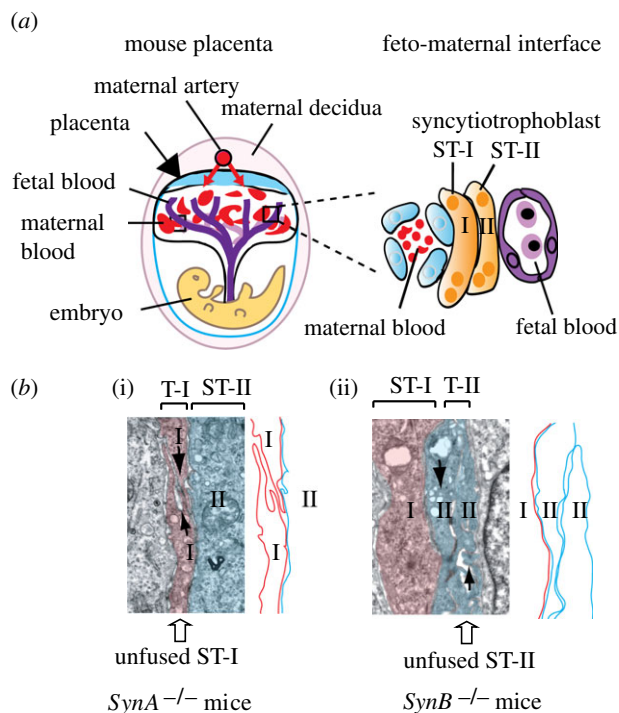 (a)
mouse placenta
feto-maternal interface
maternal artery
maternal decidua
placenta
syncytiotrophoblast
ST-I
ST-II
fetal blood
maternal
blood
I
II
embryo
maternal blood
fetal blood
(b)
(i)
T-I
ST-II
(ii)
ST-I
T-II
I
I
II
II
I
I
I
II
II
I
II
II
unfused ST-I
unfused ST-II
SynA −/− mice
SynB −/− mice